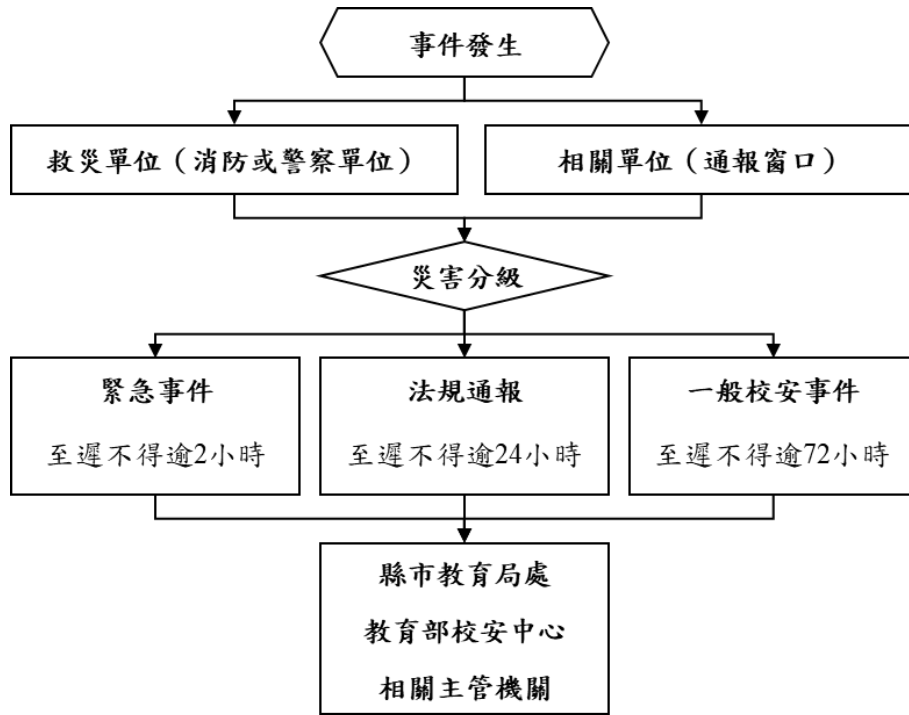 事件發生
救災單位（消防或警察單位）
相關單位（通報窗口）
災害分級
緊急事件
至遲不得逾2小時
法規通報
至遲不得逾24小時
一般校安事件
至遲不得逾72小時
縣市教育局處
教育部校安中心
相關主管機關